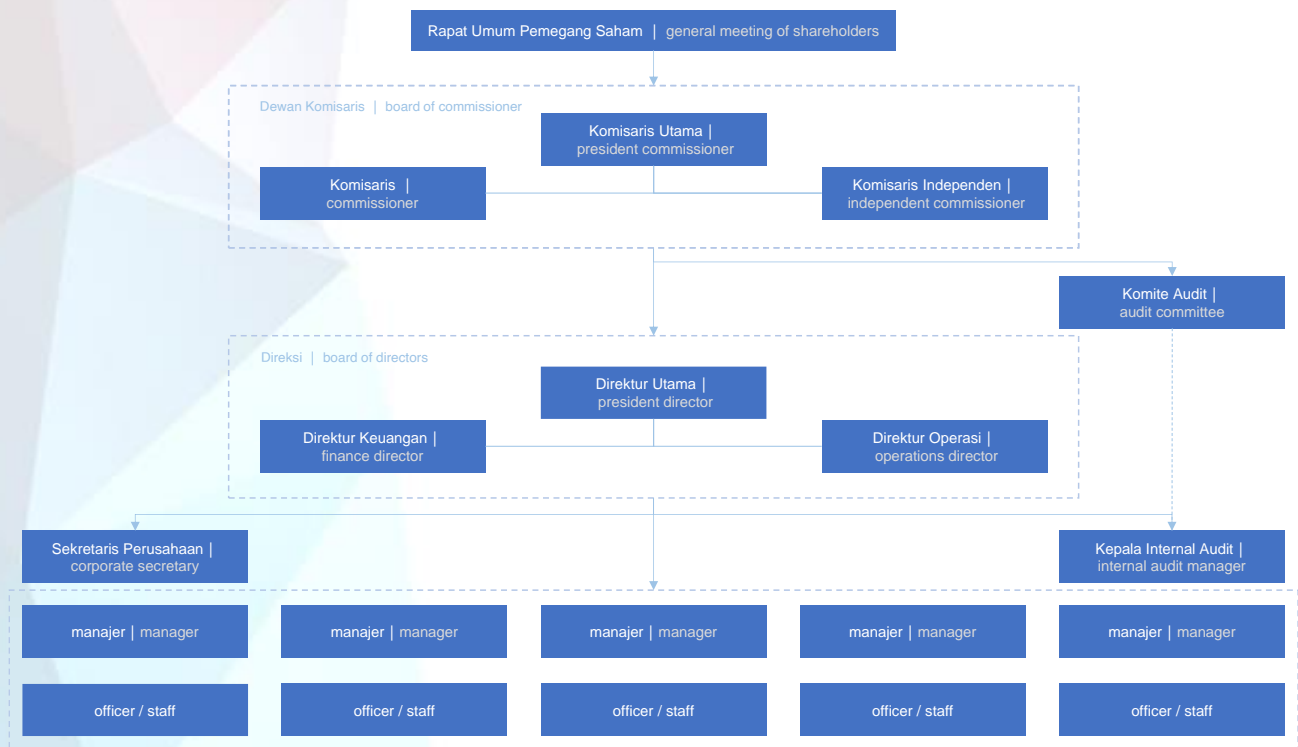 Rapat Umum Pemegang Saham | general meeting of shareholders
Dewan Komisaris | board of commissioner
Komisaris Utama |
president commissioner
Komisaris |
commissioner
Komisaris Independen |
independent commissioner
Komite Audit |
audit committee
Direksi | board of directors
Direktur Utama |
president director
Direktur Keuangan |
finance director
Direktur Operasi |
operations director
Sekretaris Perusahaan |
corporate secretary
Kepala Internal Audit |
internal audit manager
manajer | manager
manajer | manager
manajer | manager
manajer | manager
manajer | manager
officer / staff
officer / staff
officer / staff
officer / staff
officer / staff